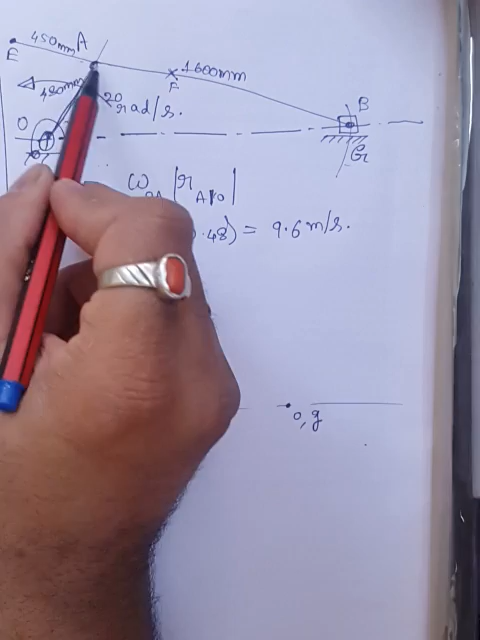 450mm A
E
1600mm
F
480mm
20 rad/s.
B
O
G
ω |r A/o|
.48) = 9.6 m/s.
o, g